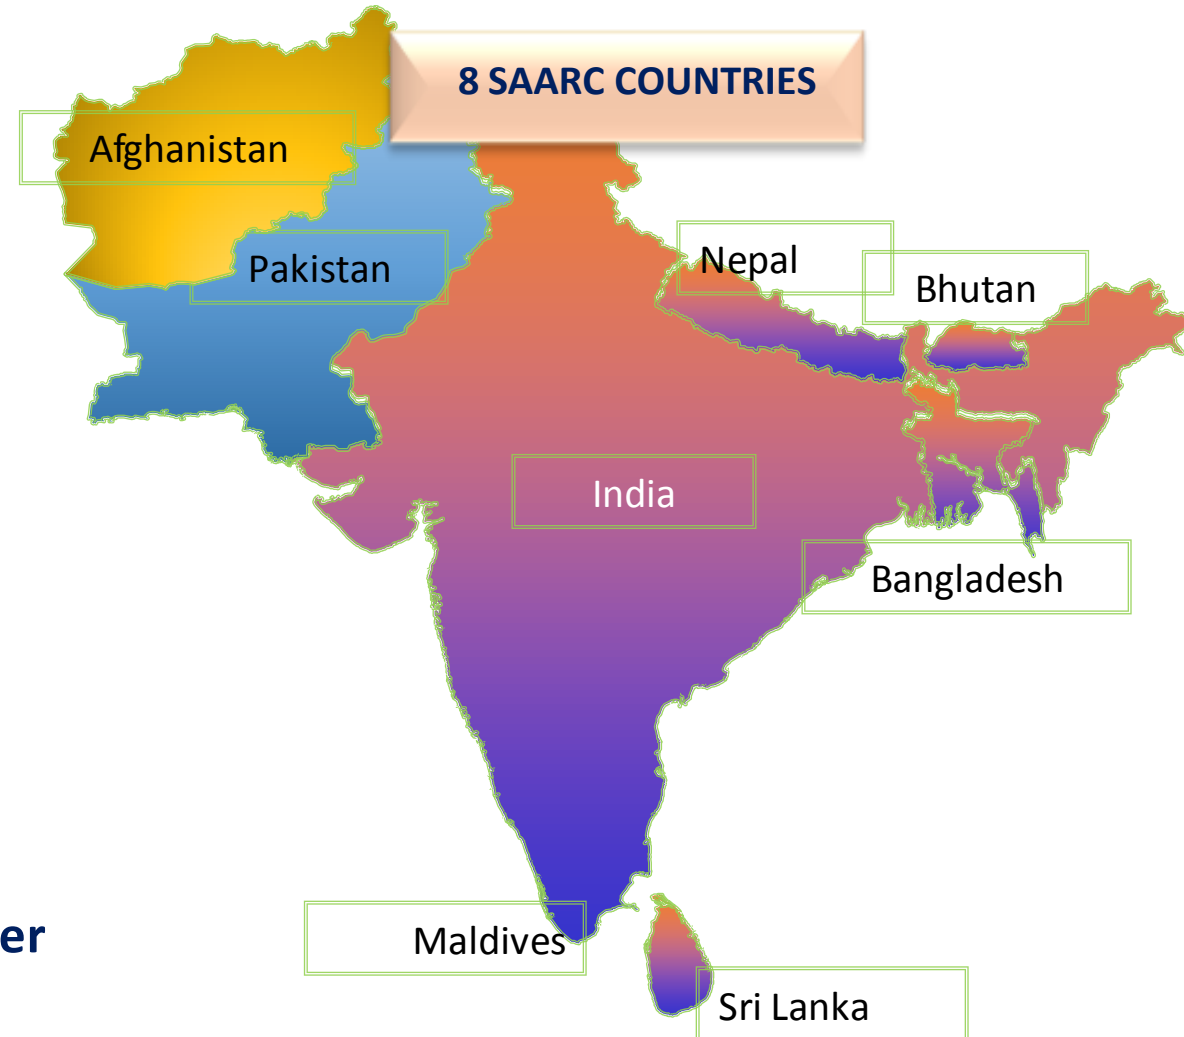 8 SAARC COUNTRIES
Afghanistan
Pakistan
Nepal
Bhutan
India
Bangladesh
Maldives
er
Sri Lanka